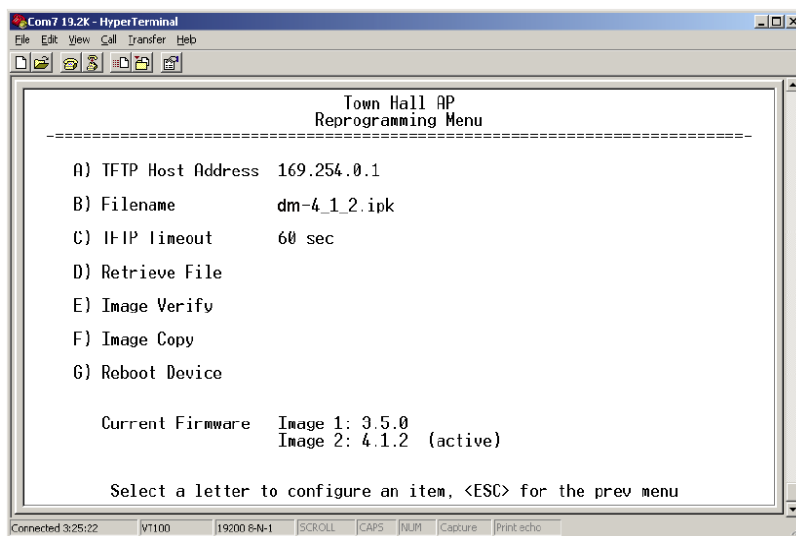 Com7 19.2K - HyperTerminal
File Edit View Call Transfer Help
Town Hall AP
Reprogramming Menu
-==========================================================================-
A) TFTP Host Address 169.254.0.1
B) Filename dm-4_1_2.ipk
C) TFTP Timeout 60 sec
D) Retrieve File
E) Image Verify
F) Image Copy
G) Reboot Device
Current Firmware Image 1: 3.5.0
Image 2: 4.1.2 (active)
Select a letter to configure an item, <ESC> for the prev menu
Connected 3:25:22 VT100 19200 8-N-1 SCROLL CAPS NUM Capture Print echo